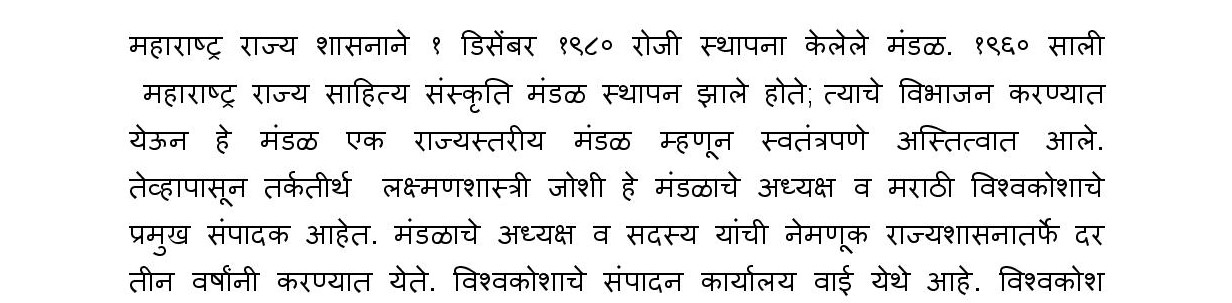 महाराष्ट्र राज्य शासनाने १ डिसेंबर १९८० रोजी स्थापना केलेले मंडळ. १९६० साली
महाराष्ट्र राज्य साहित्य संस्कृति मंडळ स्थापन झाले होते; त्याचे विभाजन करण्यात
येऊन हे मंडळ एक राज्यस्तरीय मंडळ म्हणून स्वतंत्रपणे अस्तित्वात आले.
तेव्हापासून तर्कतीर्थ लक्ष्मणशास्त्री जोशी हे मंडळाचे अध्यक्ष व मराठी विश्वकोशाचे
प्रमुख संपादक आहेत. मंडळाचे अध्यक्ष व सदस्य यांची नेमणूक राज्यशासनातर्फे दर
तीन वर्षांनी करण्यात येते. विश्वकोशाचे संपादन कार्यालय वाई येथे आहे. विश्वकोश